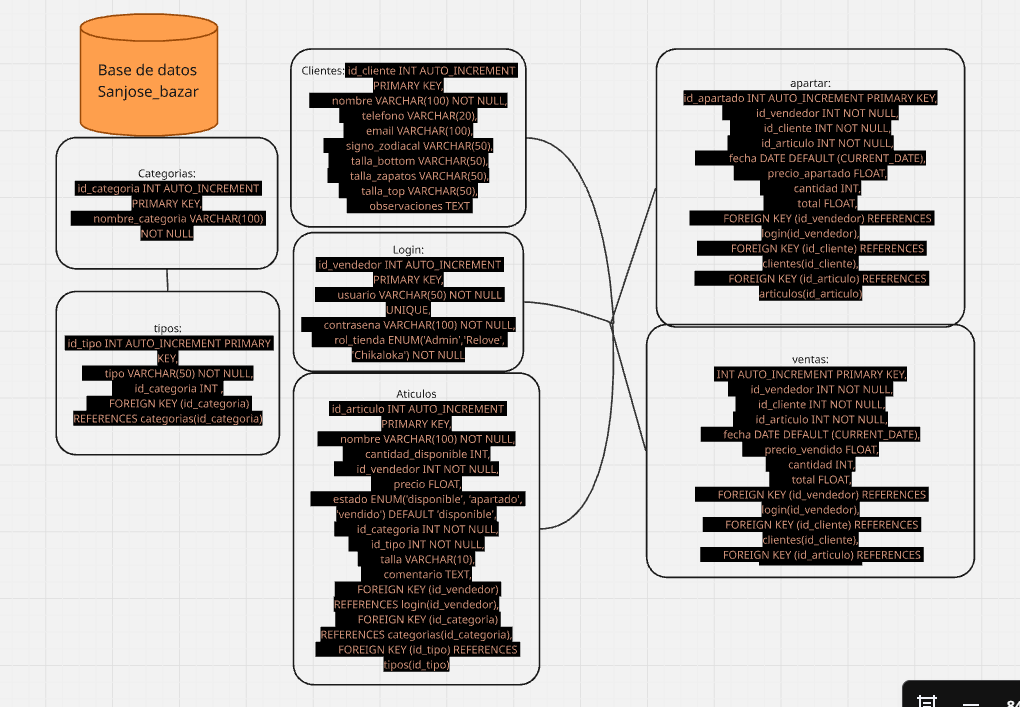 Base de datos
Sanjose_bazar
Categorias:
id_categoria INT AUTO_INCREMENT
PRIMARY KEY,
nombre_categoria VARCHAR(100)
NOT NULL
tipos:
id_tipo INT AUTO_INCREMENT PRIMARY
KEY,
tipo VARCHAR(50) NOT NULL,
id_categoria INT ,
FOREIGN KEY (id_categoria)
REFERENCES categorias(id_categoria)
Clientes: id_cliente INT AUTO_INCREMENT
PRIMARY KEY,
nombre VARCHAR(100) NOT NULL,
telefono VARCHAR(20),
email VARCHAR(100),
signo_zodiacal VARCHAR(50),
talla_bottom VARCHAR(50),
talla_zapatos VARCHAR(50),
talla_top VARCHAR(50),
observaciones TEXT
Login:
id_vendedor INT AUTO_INCREMENT
PRIMARY KEY,
usuario VARCHAR(50) NOT NULL
UNIQUE,
contrasena VARCHAR(100) NOT NULL,
rol_tienda ENUM('Admin','Relove',
'Chikaloka') NOT NULL
Aticulos
id_articulo INT AUTO_INCREMENT
PRIMARY KEY,
nombre VARCHAR(100) NOT NULL,
cantidad_disponible INT,
id_vendedor INT NOT NULL,
precio FLOAT,
estado ENUM('disponible', 'apartado',
'vendido') DEFAULT 'disponible',
id_categoria INT NOT NULL,
id_tipo INT NOT NULL,
talla VARCHAR(10),
comentario TEXT,
FOREIGN KEY (id_vendedor)
REFERENCES login(id_vendedor),
FOREIGN KEY (id_categoria)
REFERENCES categorias(id_categoria),
FOREIGN KEY (id_tipo) REFERENCES
tipos(id_tipo)
apartar:
id_apartado INT AUTO_INCREMENT PRIMARY KEY,
id_vendedor INT NOT NULL,
id_cliente INT NOT NULL,
id_articulo INT NOT NULL,
fecha DATE DEFAULT (CURRENT_DATE),
precio_apartado FLOAT,
cantidad INT,
total FLOAT,
FOREIGN KEY (id_vendedor) REFERENCES
login(id_vendedor),
FOREIGN KEY (id_cliente) REFERENCES
clientes(id_cliente),
FOREIGN KEY (id_articulo) REFERENCES
articulos(id_articulo)
ventas:
INT AUTO_INCREMENT PRIMARY KEY,
id_vendedor INT NOT NULL,
id_cliente INT NOT NULL,
id_articulo INT NOT NULL,
fecha DATE DEFAULT (CURRENT_DATE),
precio_vendido FLOAT,
cantidad INT,
total FLOAT,
FOREIGN KEY (id_vendedor) REFERENCES
login(id_vendedor),
FOREIGN KEY (id_cliente) REFERENCES
clientes(id_cliente),
FOREIGN KEY (id_articulo) REFERENCES